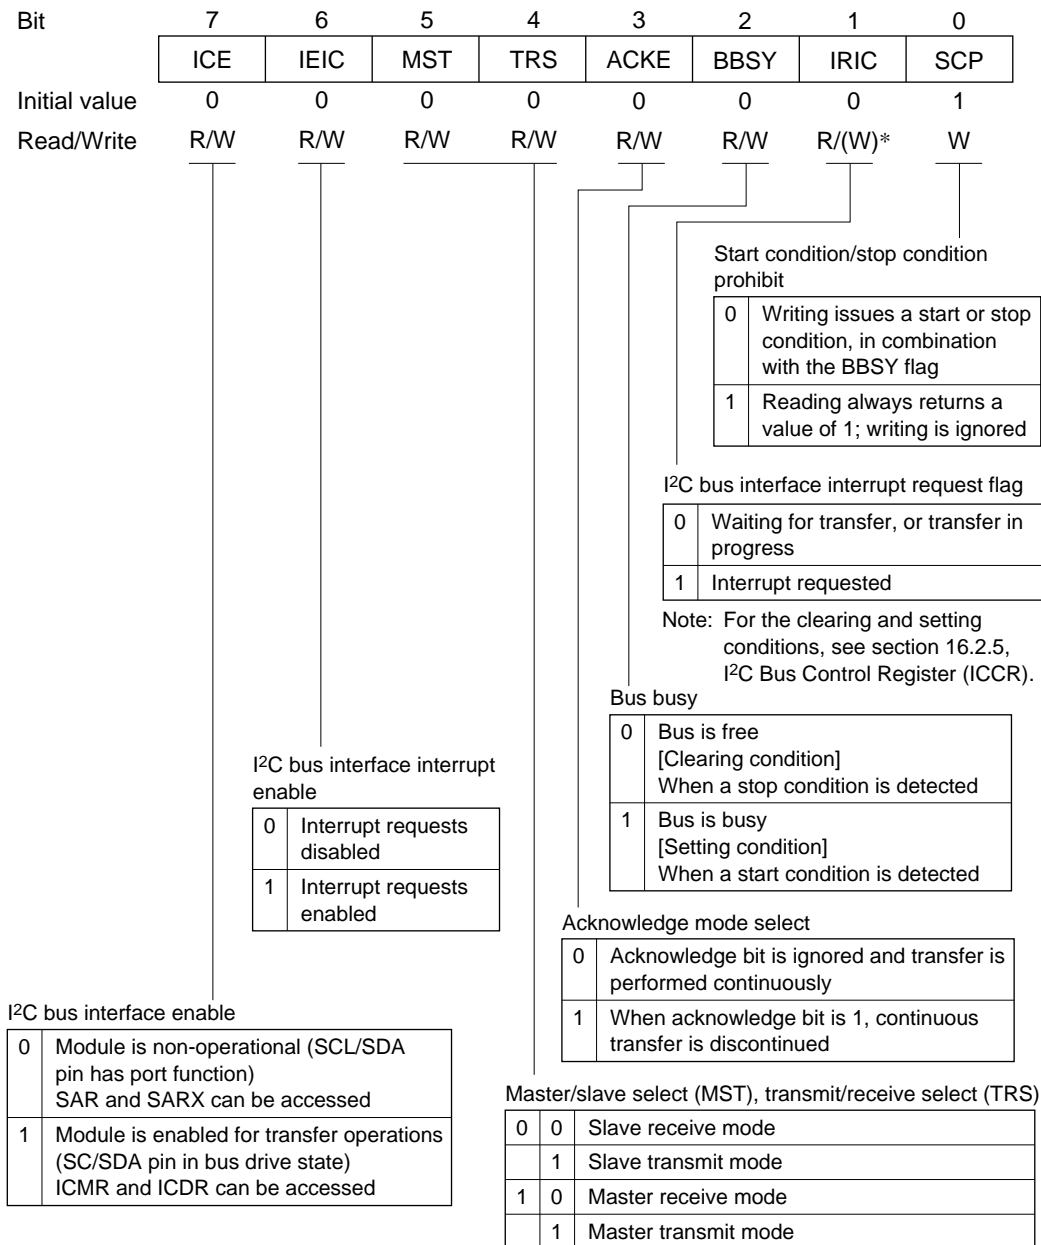 Bit 7 6 5 4 3 2 1 0
ICE IEIC MST TRS ACKE BBSY IRIC SCP
Initial value 0 0 0 0 0 0 0 1
Read/Write R/W R/W R/W R/W R/W R/W R/(W)* W
Start condition/stop condition
prohibit
0 Writing issues a start or stop
condition, in combination
with the BBSY flag
1 Reading always returns a
value of 1; writing is ignored
I2C bus interface interrupt request flag
0 Waiting for transfer, or transfer in
progress
1 Interrupt requested
Note: For the clearing and setting
conditions, see section 16.2.5,
I2C Bus Control Register (ICCR).
Bus busy
0 Bus is free
[Clearing condition]
When a stop condition is detected
1 Bus is busy
[Setting condition]
When a start condition is detected
I2C bus interface interrupt
enable
0 Interrupt requests
disabled
1 Interrupt requests
enabled
Acknowledge mode select
0 Acknowledge bit is ignored and transfer is
performed continuously
1 When acknowledge bit is 1, continuous
transfer is discontinued
I2C bus interface enable
0 Module is non-operational (SCL/SDA
pin has port function)
SAR and SARX can be accessed
1 Module is enabled for transfer operations
(SC/SDA pin in bus drive state)
ICMR and ICDR can be accessed
Master/slave select (MST), transmit/receive select (TRS)
0 0 Slave receive mode
1 Slave transmit mode
1 0 Master receive mode
1 Master transmit mode